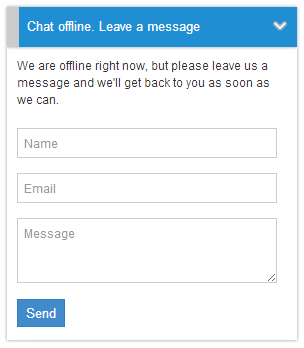 Chat offline. Leave a message
We are offline right now, but please leave us a
message and we'll get back to you as soon as
we can.
Name
Email
Message
Send